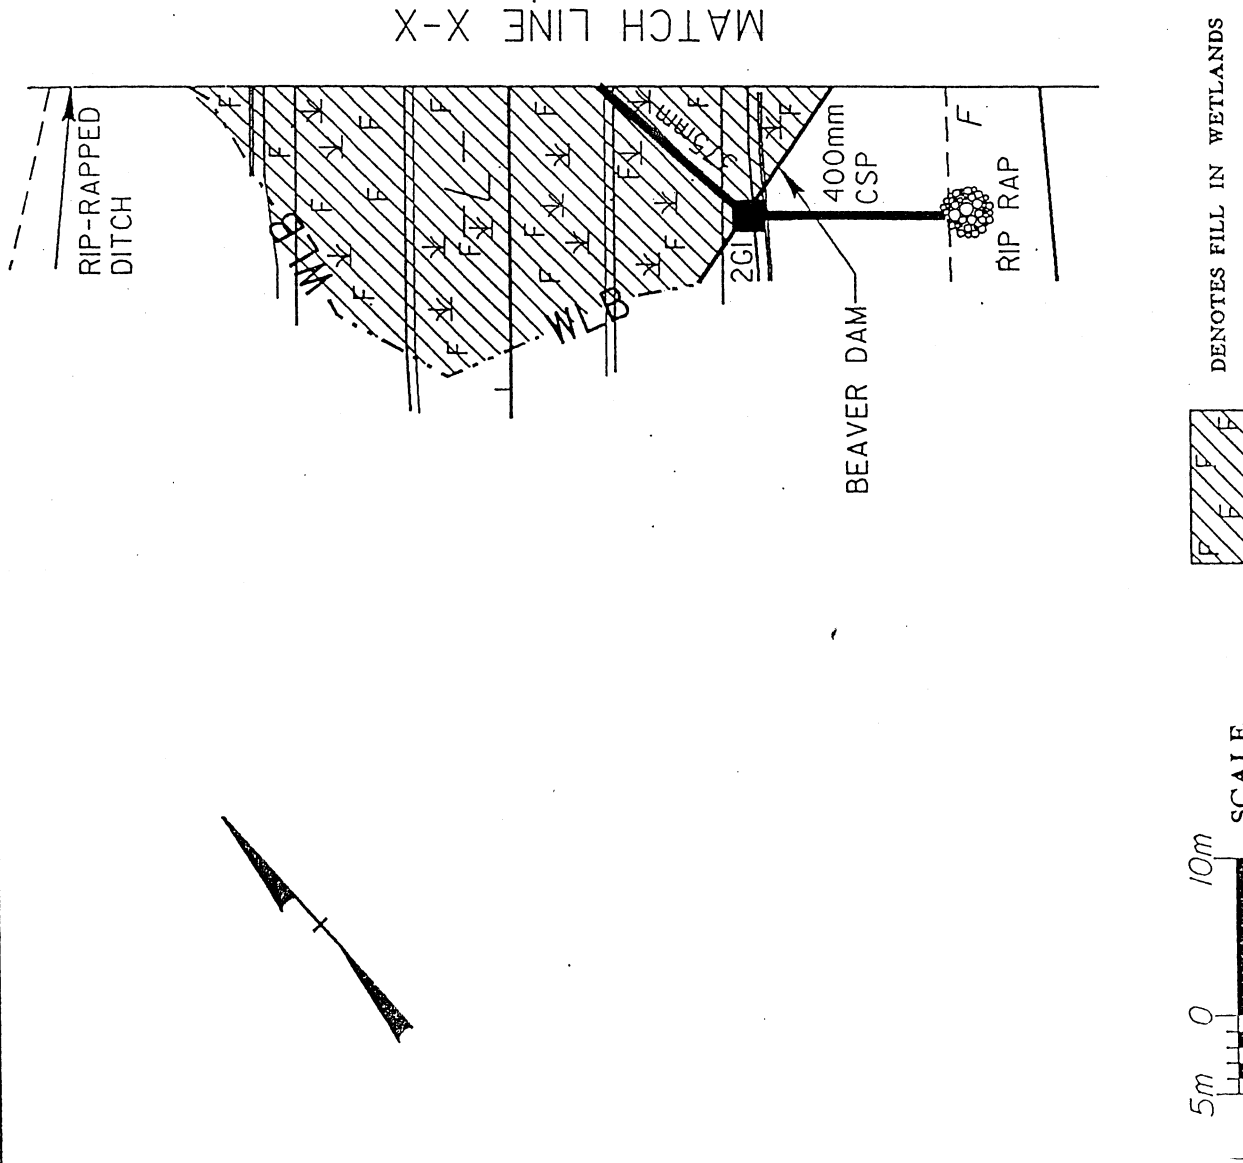 MATCH LINE X-X
RIP-RAPPED
DITCH
WLB
WLB
F F F F F F F F F F F F F F F F F F F
L
375mm
2GI
400mm
CSP
BEAVER DAM
F
RIP RAP
DENOTES FILL IN WETLANDS
F F F F
SCALE
5m 0 10m